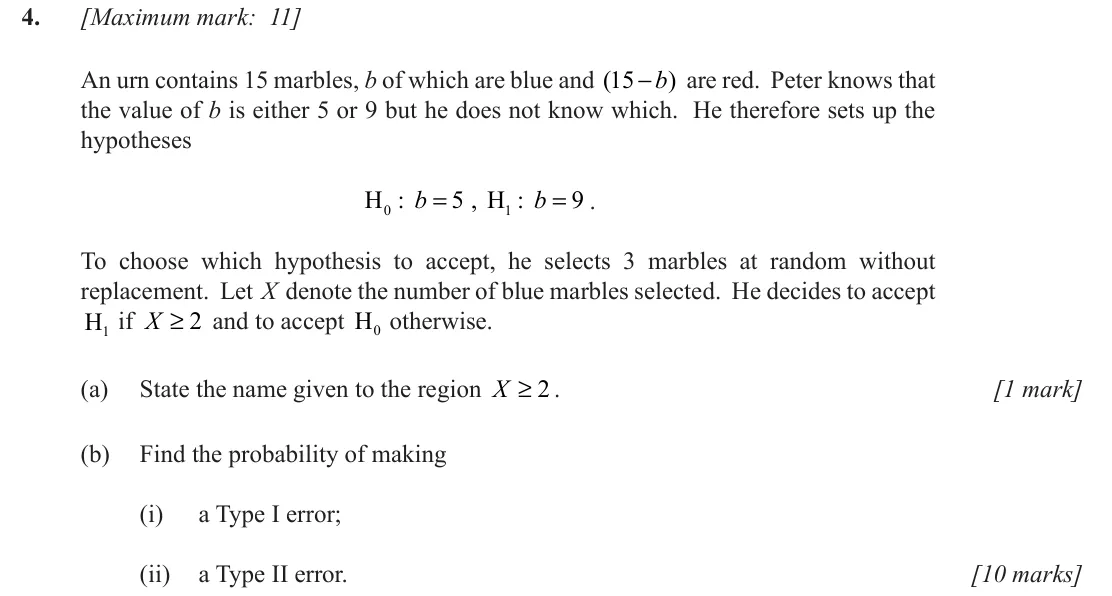 4. [Maximum mark: 11]
An urn contains 15 marbles, b of which are blue and (15−b) are red. Peter knows that
the value of b is either 5 or 9 but he does not know which. He therefore sets up the
hypotheses
H₀ : b = 5 , H₁ : b = 9 .
To choose which hypothesis to accept, he selects 3 marbles at random without
replacement. Let X denote the number of blue marbles selected. He decides to accept
H₁ if X ≥ 2 and to accept H₀ otherwise.
(a) State the name given to the region X ≥ 2 . [1 mark]
(b) Find the probability of making
(i) a Type I error;
(ii) a Type II error. [10 marks]